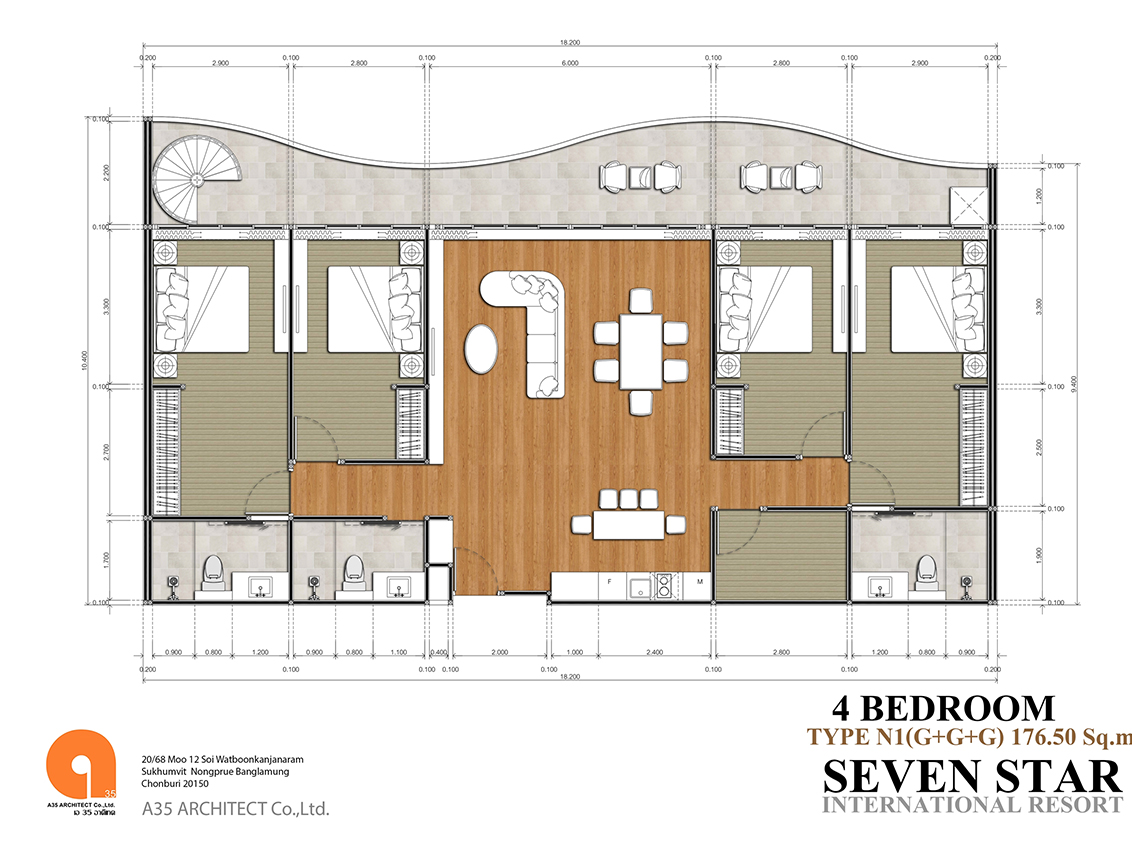 18.200
0.200 0.100 0.100 0.100 0.100 0.200
2.900 2.800 6.000 2.800 2.900
0.100
2.200
0.100
3.300
10.400
0.100
2.700
0.100
1.700
0.100
0.100
1.200
0.100
3.300
9.400
0.100
2.500
0.100
1.900
0.100
F M
0.900 0.800 1.200 0.900 0.800 1.100 0.400 2.000 1.000 2.400 2.800 1.200 0.800 0.900
0.200 0.100 0.100 0.100 0.100 0.100 0.100 0.200
18.200
4 BEDROOM
TYPE N1(G+G+G) 176.50 Sq.m
SEVEN STAR
INTERNATIONAL RESORT
35
A35 ARCHITECT Co.,Ltd.
เอ 35 อาคิเทค
20/68 Moo 12 Soi Watboonkanjanaram
Sukhumvit Nongprue Banglamung
Chonburi 20150
A35 ARCHITECT Co.,Ltd.